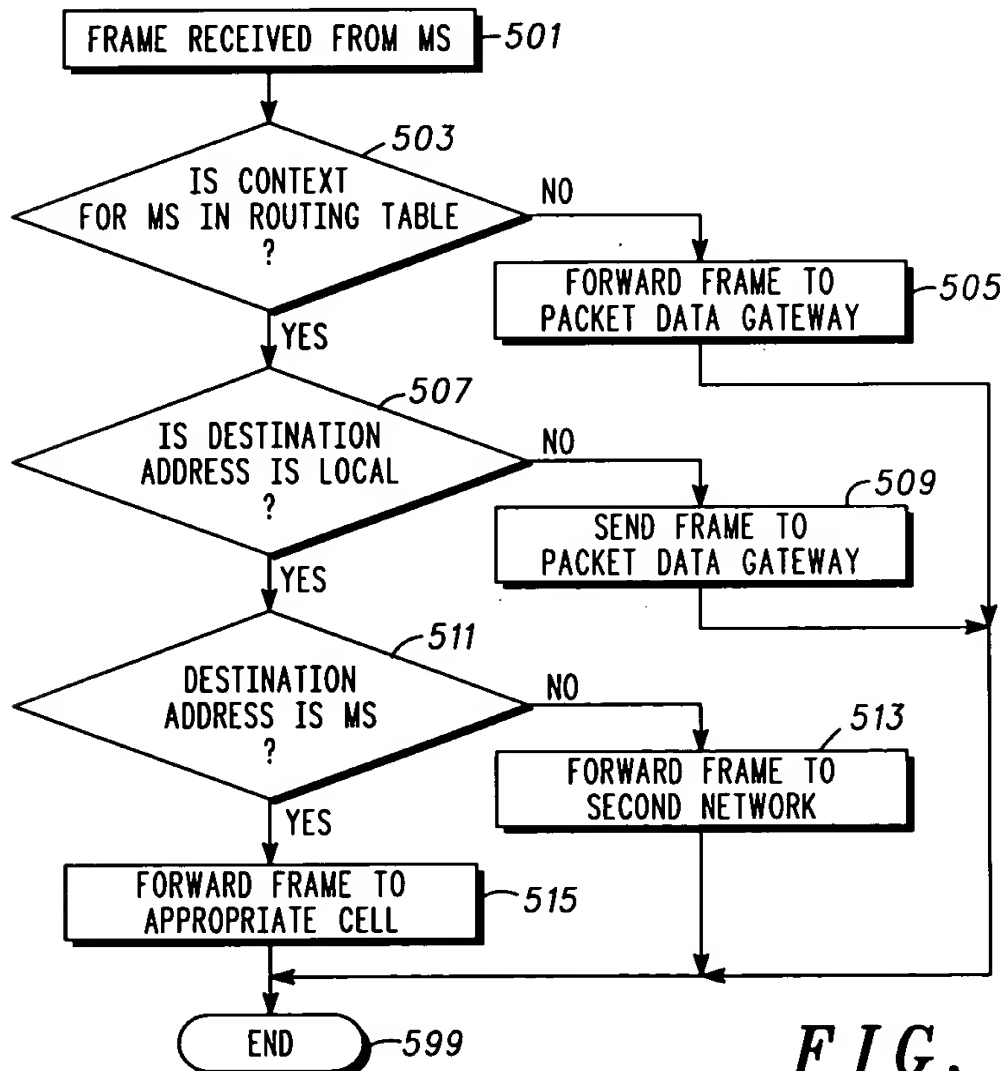 FRAME RECEIVED FROM MS
501
503
IS CONTEXT
FOR MS IN ROUTING TABLE
?
NO
YES
FORWARD FRAME TO
PACKET DATA GATEWAY
505
507
IS DESTINATION
ADDRESS IS LOCAL
?
NO
YES
509
SEND FRAME TO
PACKET DATA GATEWAY
511
DESTINATION
ADDRESS IS MS
?
NO
YES
513
FORWARD FRAME TO
SECOND NETWORK
FORWARD FRAME TO
APPROPRIATE CELL
515
END
599
FIG.